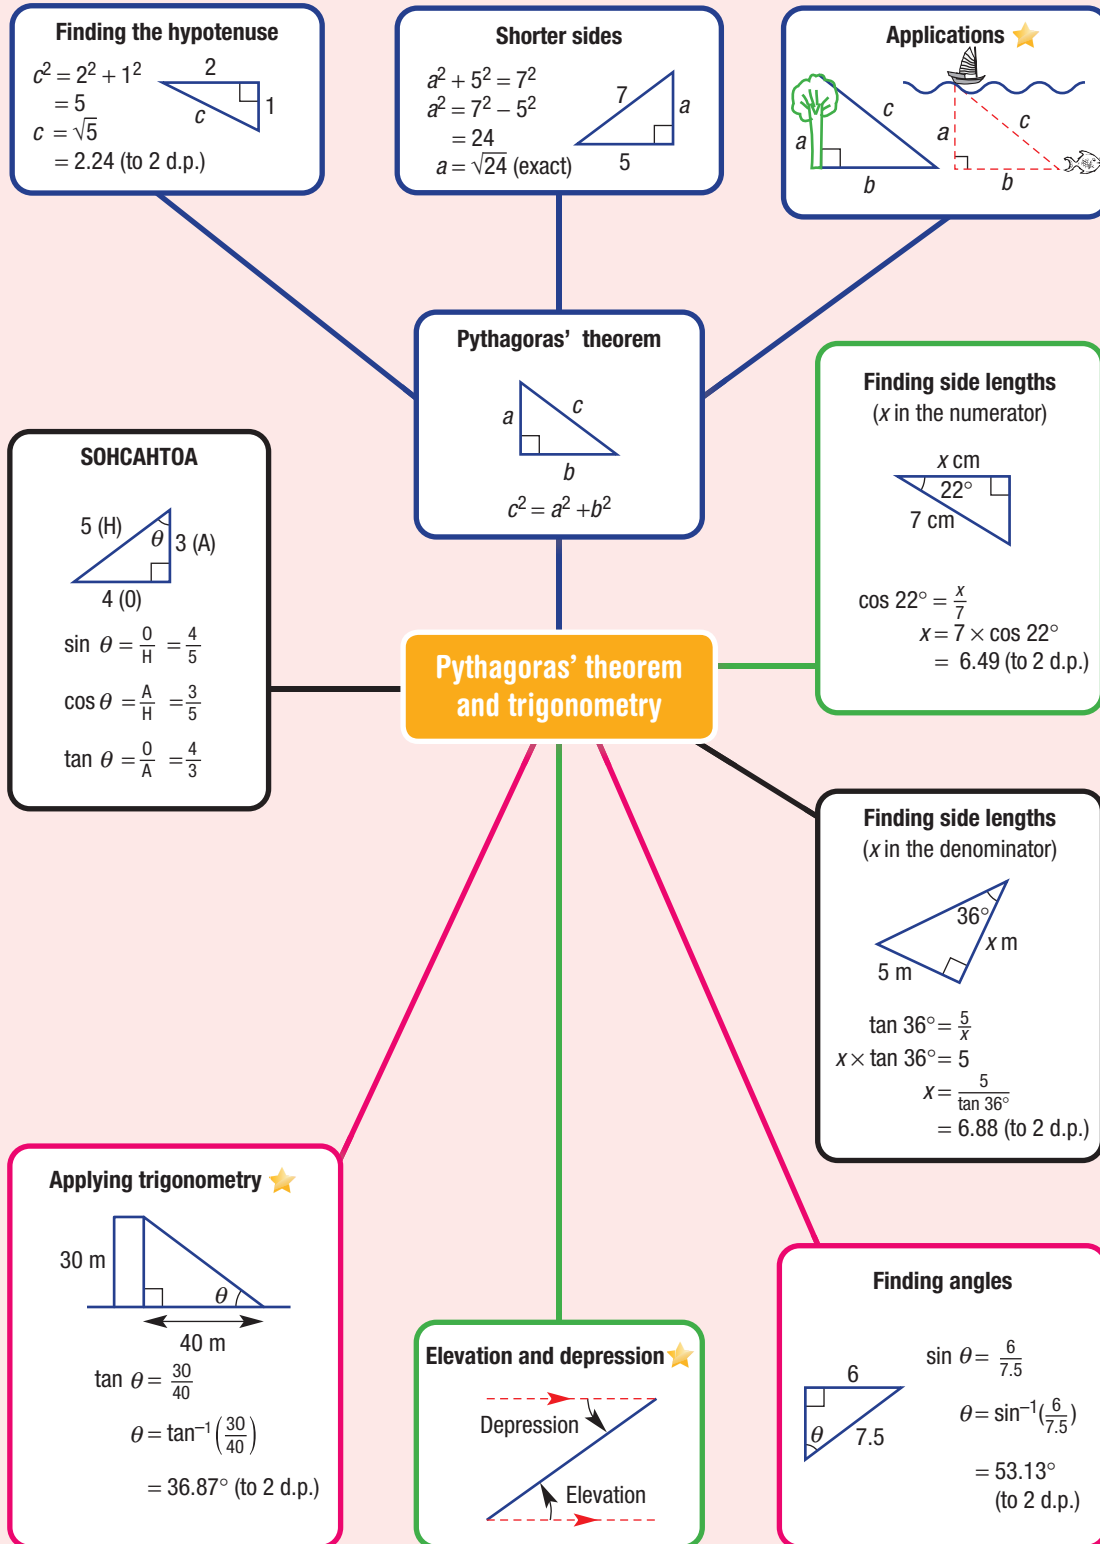 Finding the hypotenuse
c² = 2² + 1²
= 5
c = √5
= 2.24 (to 2 d.p.)
2
1
c
Shorter sides
a² + 5² = 7²
a² = 7² − 5²
= 24
a = √24 (exact)
7
a
5
Applications
a
c
b
a
c
b
Pythagoras’ theorem
a
c
b
c² = a² + b²
Finding side lengths
(x in the numerator)
x cm
22°
7 cm
cos 22° = x/7
x = 7 × cos 22°
= 6.49 (to 2 d.p.)
SOHCAHTOA
5 (H)
θ
3 (A)
4 (O)
sin θ = O/H = 4/5
cos θ = A/H = 3/5
tan θ = O/A = 4/3
Pythagoras’ theorem
and trigonometry
Finding side lengths
(x in the denominator)
36°
x m
5 m
tan 36° = 5/x
x × tan 36° = 5
x = 5/tan 36°
= 6.88 (to 2 d.p.)
Applying trigonometry
30 m
θ
40 m
tan θ = 30/40
θ = tan⁻¹(30/40)
= 36.87° (to 2 d.p.)
Elevation and depression
Depression
Elevation
Finding angles
6
θ
7.5
sin θ = 6/7.5
θ = sin⁻¹(6/7.5)
= 53.13°
(to 2 d.p.)